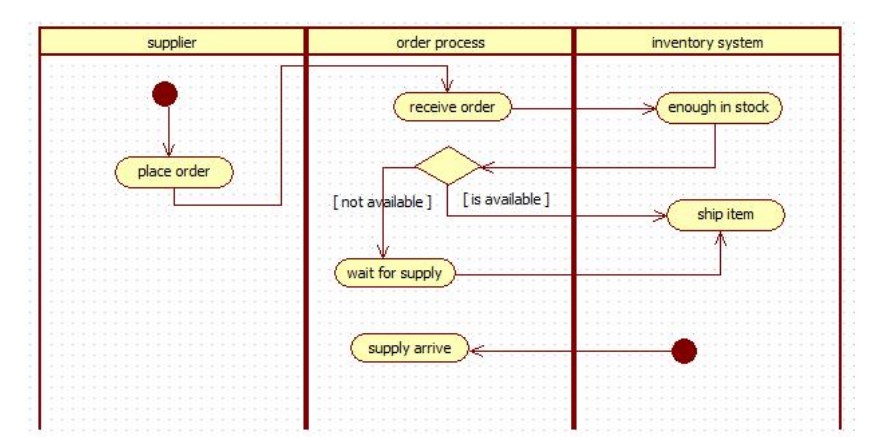 supplier
order process
inventory system
receive order
enough in stock
place order
[ not available ]
[ is available ]
ship item
wait for supply
supply arrive